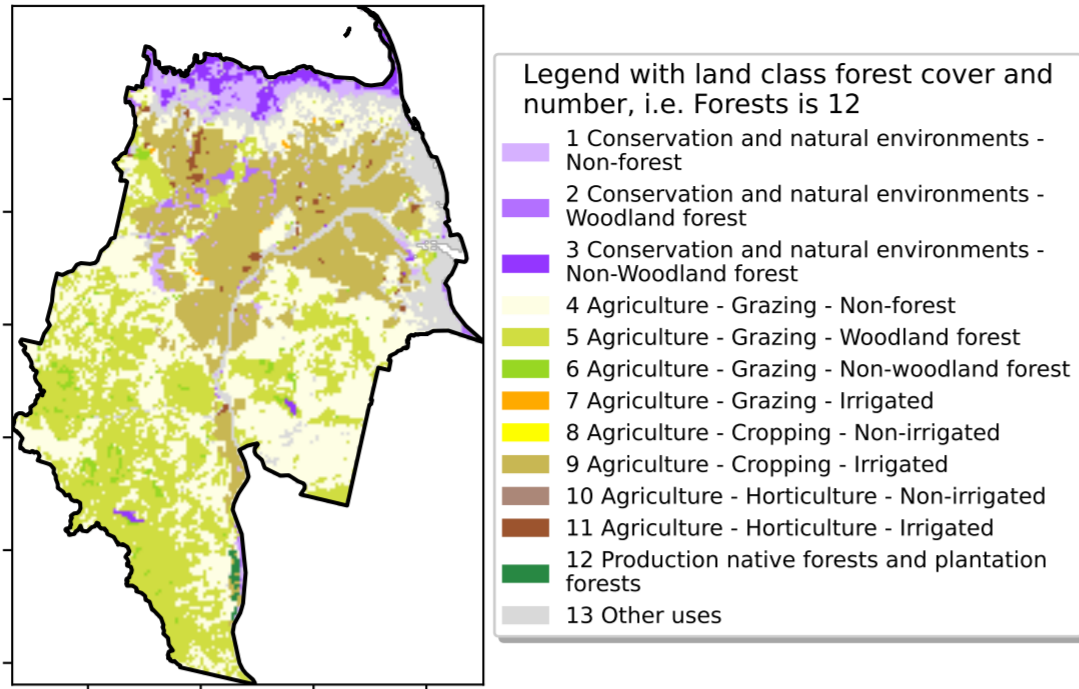 Legend with land class forest cover and
number, i.e. Forests is 12
1 Conservation and natural environments -
Non-forest
2 Conservation and natural environments -
Woodland forest
3 Conservation and natural environments -
Non-Woodland forest
4 Agriculture - Grazing - Non-forest
5 Agriculture - Grazing - Woodland forest
6 Agriculture - Grazing - Non-woodland forest
7 Agriculture - Grazing - Irrigated
8 Agriculture - Cropping - Non-irrigated
9 Agriculture - Cropping - Irrigated
10 Agriculture - Horticulture - Non-irrigated
11 Agriculture - Horticulture - Irrigated
12 Production native forests and plantation
forests
13 Other uses